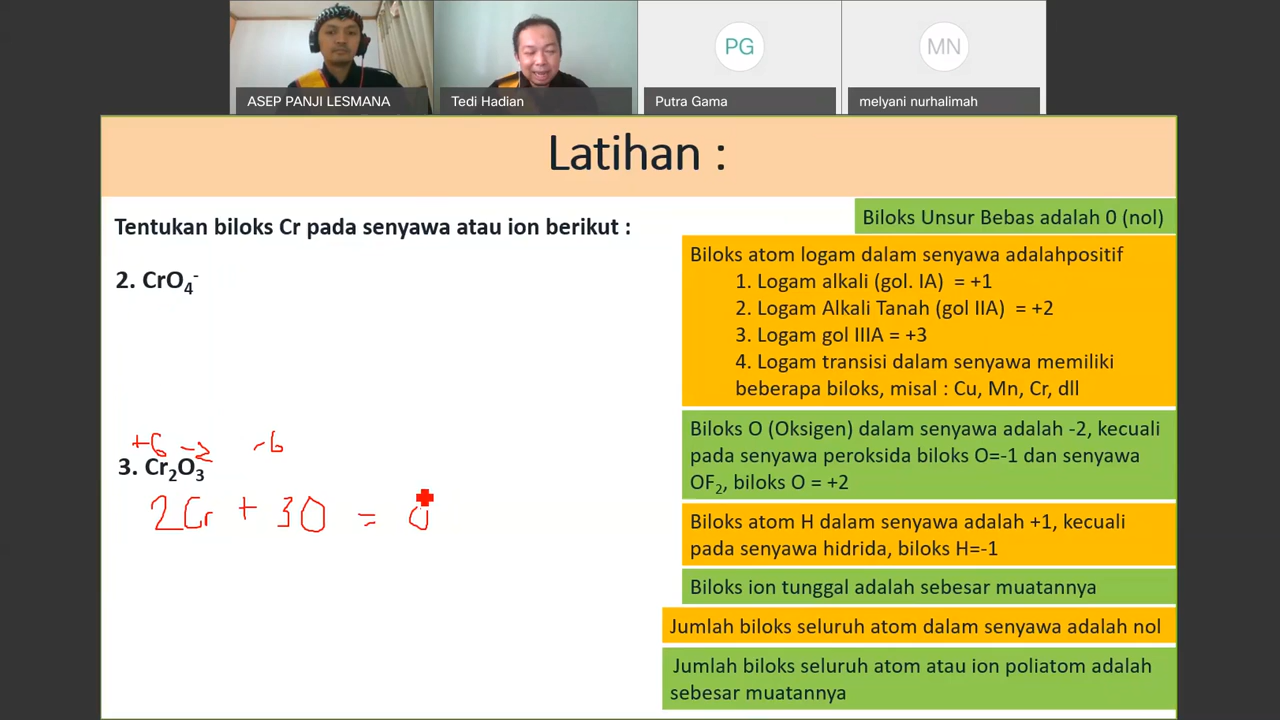 ASEP PANJI LESMANA
Tedi Hadian
PG
Putra Gama
MN
melyani nurhalimah
Latihan :
Tentukan biloks Cr pada senyawa atau ion berikut :
2. CrO₄⁻
+6 -2 -6
3. Cr₂O₃
2Cr + 3O = 0
Biloks Unsur Bebas adalah 0 (nol)
Biloks atom logam dalam senyawa adalahpositif
1. Logam alkali (gol. IA) = +1
2. Logam Alkali Tanah (gol IIA) = +2
3. Logam gol IIIA = +3
4. Logam transisi dalam senyawa memiliki
beberapa biloks, misal : Cu, Mn, Cr, dll
Biloks O (Oksigen) dalam senyawa adalah -2, kecuali
pada senyawa peroksida biloks O=-1 dan senyawa
OF₂, biloks O = +2
Biloks atom H dalam senyawa adalah +1, kecuali
pada senyawa hidrida, biloks H=-1
Biloks ion tunggal adalah sebesar muatannya
Jumlah biloks seluruh atom dalam senyawa adalah nol
Jumlah biloks seluruh atom atau ion poliatom adalah
sebesar muatannya